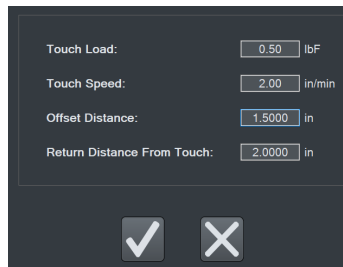 Touch Load: 0.50 lbF
Touch Speed: 2.00 in/min
Offset Distance: 1.5000 in
Return Distance From Touch: 2.0000 in